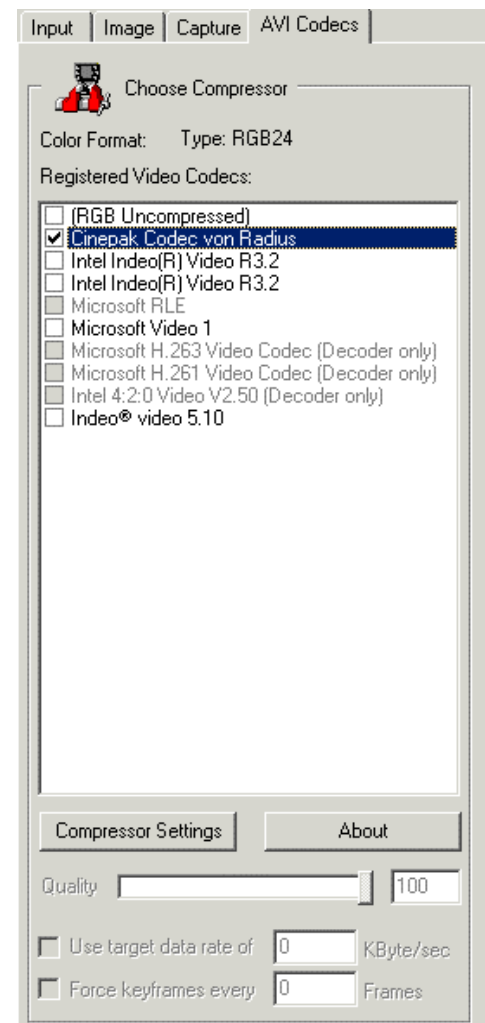 Input Image Capture AVI Codecs
Choose Compressor
Color Format: Type: RGB24
Registered Video Codecs:
(RGB Uncompressed)
Cinepak Codec von Radius
Intel Indeo(R) Video R3.2
Intel Indeo(R) Video R3.2
Microsoft RLE
Microsoft Video 1
Microsoft H.263 Video Codec (Decoder only)
Microsoft H.261 Video Codec (Decoder only)
Intel 4:2:0 Video V2.50 (Decoder only)
Indeo® video 5.10
Compressor Settings About
Quality 100
Use target data rate of 0 KByte/sec
Force keyframes every 0 Frames